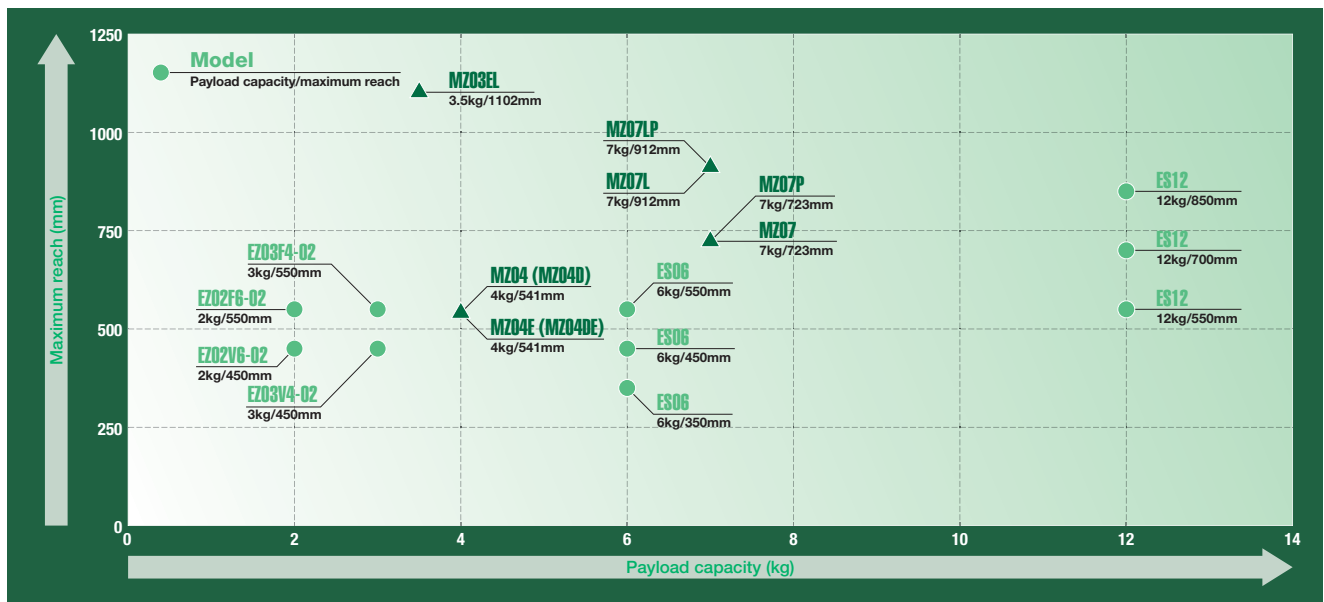 1250
Model
Payload capacity/maximum reach
MZ03EL
3.5kg/1102mm
1000
MZ07LP
7kg/912mm
MZ07L
7kg/912mm
MZ07P
7kg/723mm
MZ07
7kg/723mm
ES12
12kg/850mm
ES12
12kg/700mm
ES12
12kg/550mm
750
EZ03F4-02
3kg/550mm
EZ02F6-02
2kg/550mm
EZ02V6-02
2kg/450mm
EZ03V4-02
3kg/450mm
MZ04 (MZ04D)
4kg/541mm
MZ04E (MZ04DE)
4kg/541mm
ES06
6kg/550mm
ES06
6kg/450mm
ES06
6kg/350mm
500
250
0
Maximum reach (mm)
0 2 4 6 8 10 12 14
Payload capacity (kg)